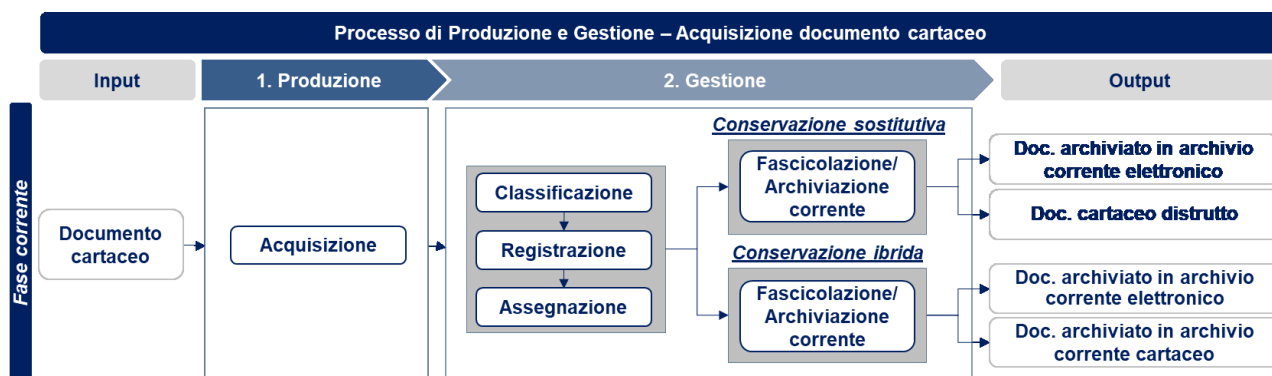 Processo di Produzione e Gestione – Acquisizione documento cartaceo
Input
1. Produzione
2. Gestione
Output
Fase corrente
Documento
cartaceo
Acquisizione
Classificazione
Registrazione
Assegnazione
Conservazione sostitutiva
Fascicolazione/
Archiviazione
corrente
Conservazione ibrida
Fascicolazione/
Archiviazione
corrente
Doc. archiviato in archivio
corrente elettronico
Doc. cartaceo distrutto
Doc. archiviato in archivio
corrente elettronico
Doc. archiviato in archivio
corrente cartaceo